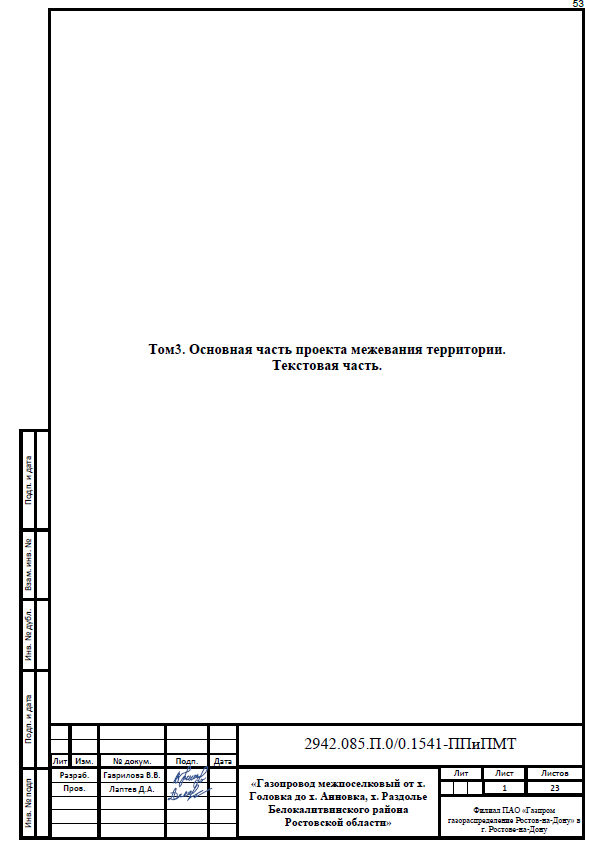 53
Том3. Основная часть проекта межевания территории.
Текстовая часть.
Подп. и дата
Взам. инв. №
Инв. № дубл.
Подп. и дата
Инв. № подп
2942.085.П.0/0.1541-ППиПМТ
Лит Изм. № докум. Подп. Дата
Разраб. Гаврилова В.В.
Пров. Лаптев Д.А.
«Газопровод межпоселковый от х.
Головка до х. Анновка, х. Раздолье
Белокалитвинского района
Ростовской области»
Лит Лист Листов
1 23
Филиал ПАО «Газпром
газораспределение Ростов-на-Дону» в
г. Ростове-на-Дону